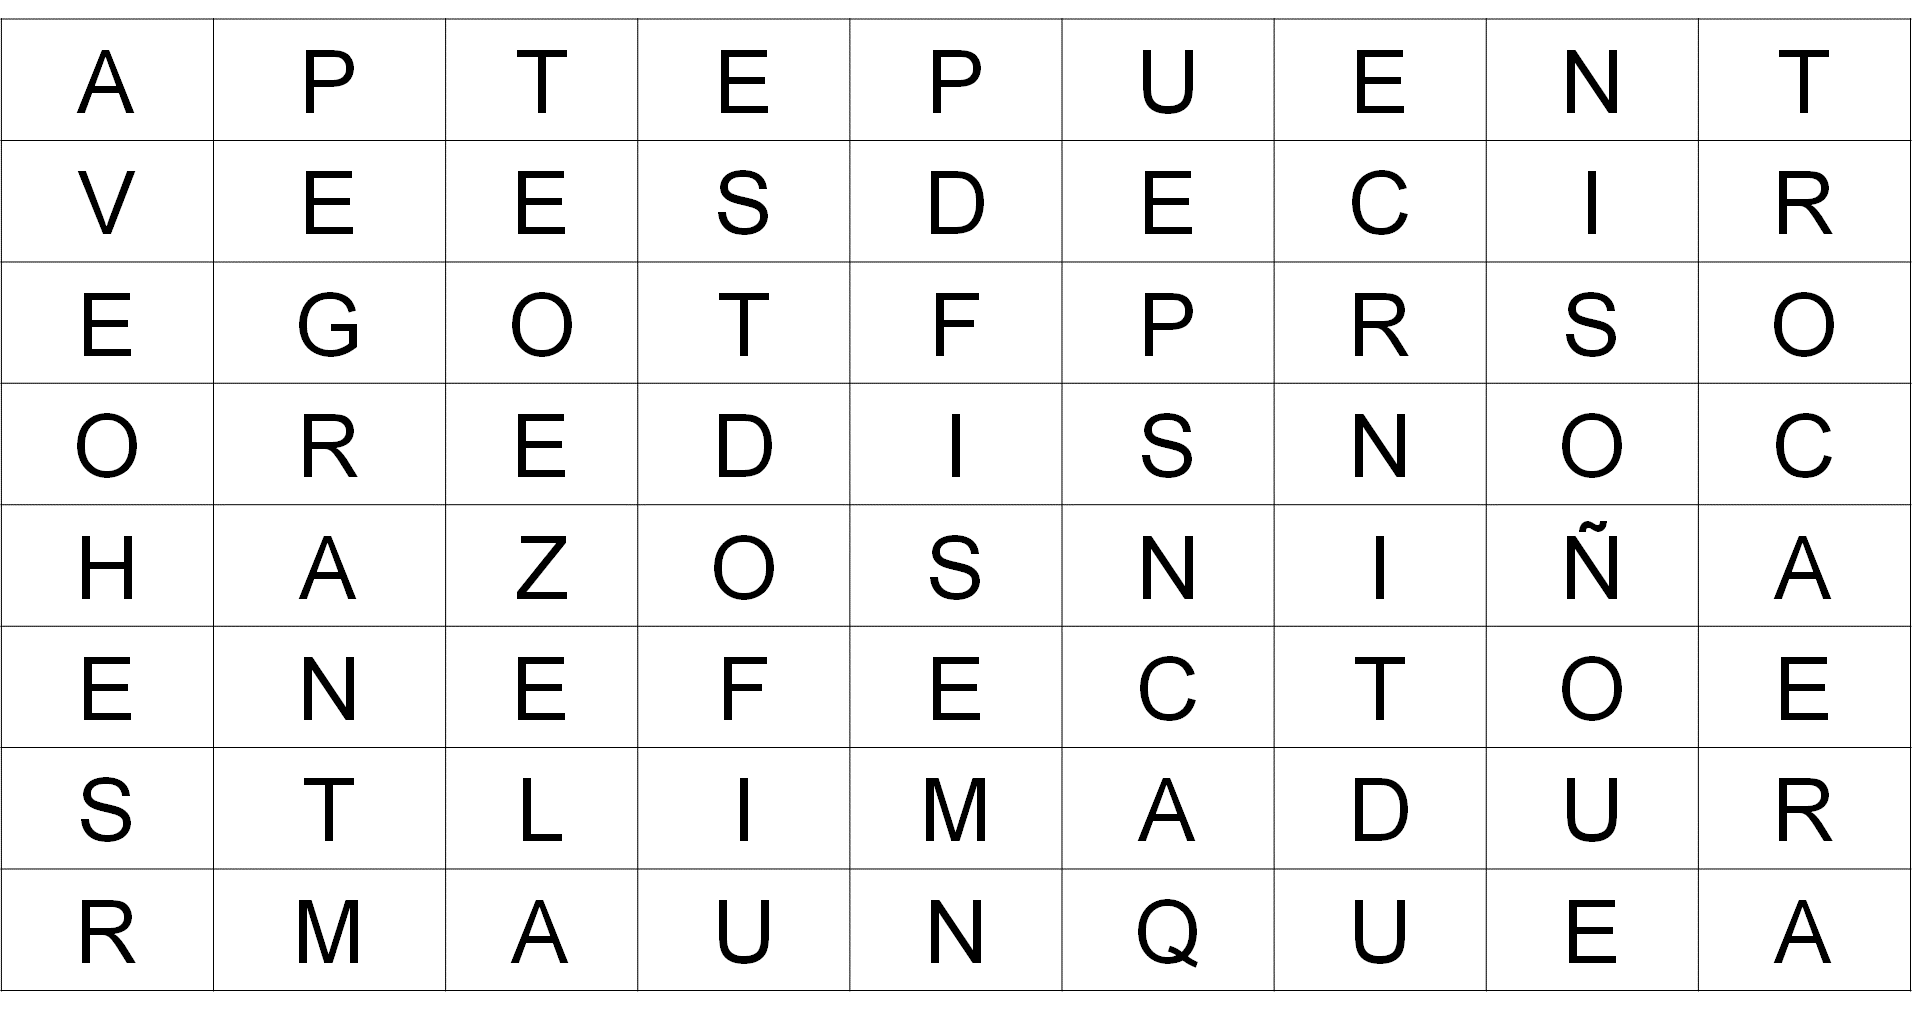 A P T E P U E N T
V E E S D E C I R
E G O T F P R S O
O R E D I S N O C
H A Z O S N I Ñ A
E N E F E C T O E
S T L I M A D U R
R M A U N Q U E A